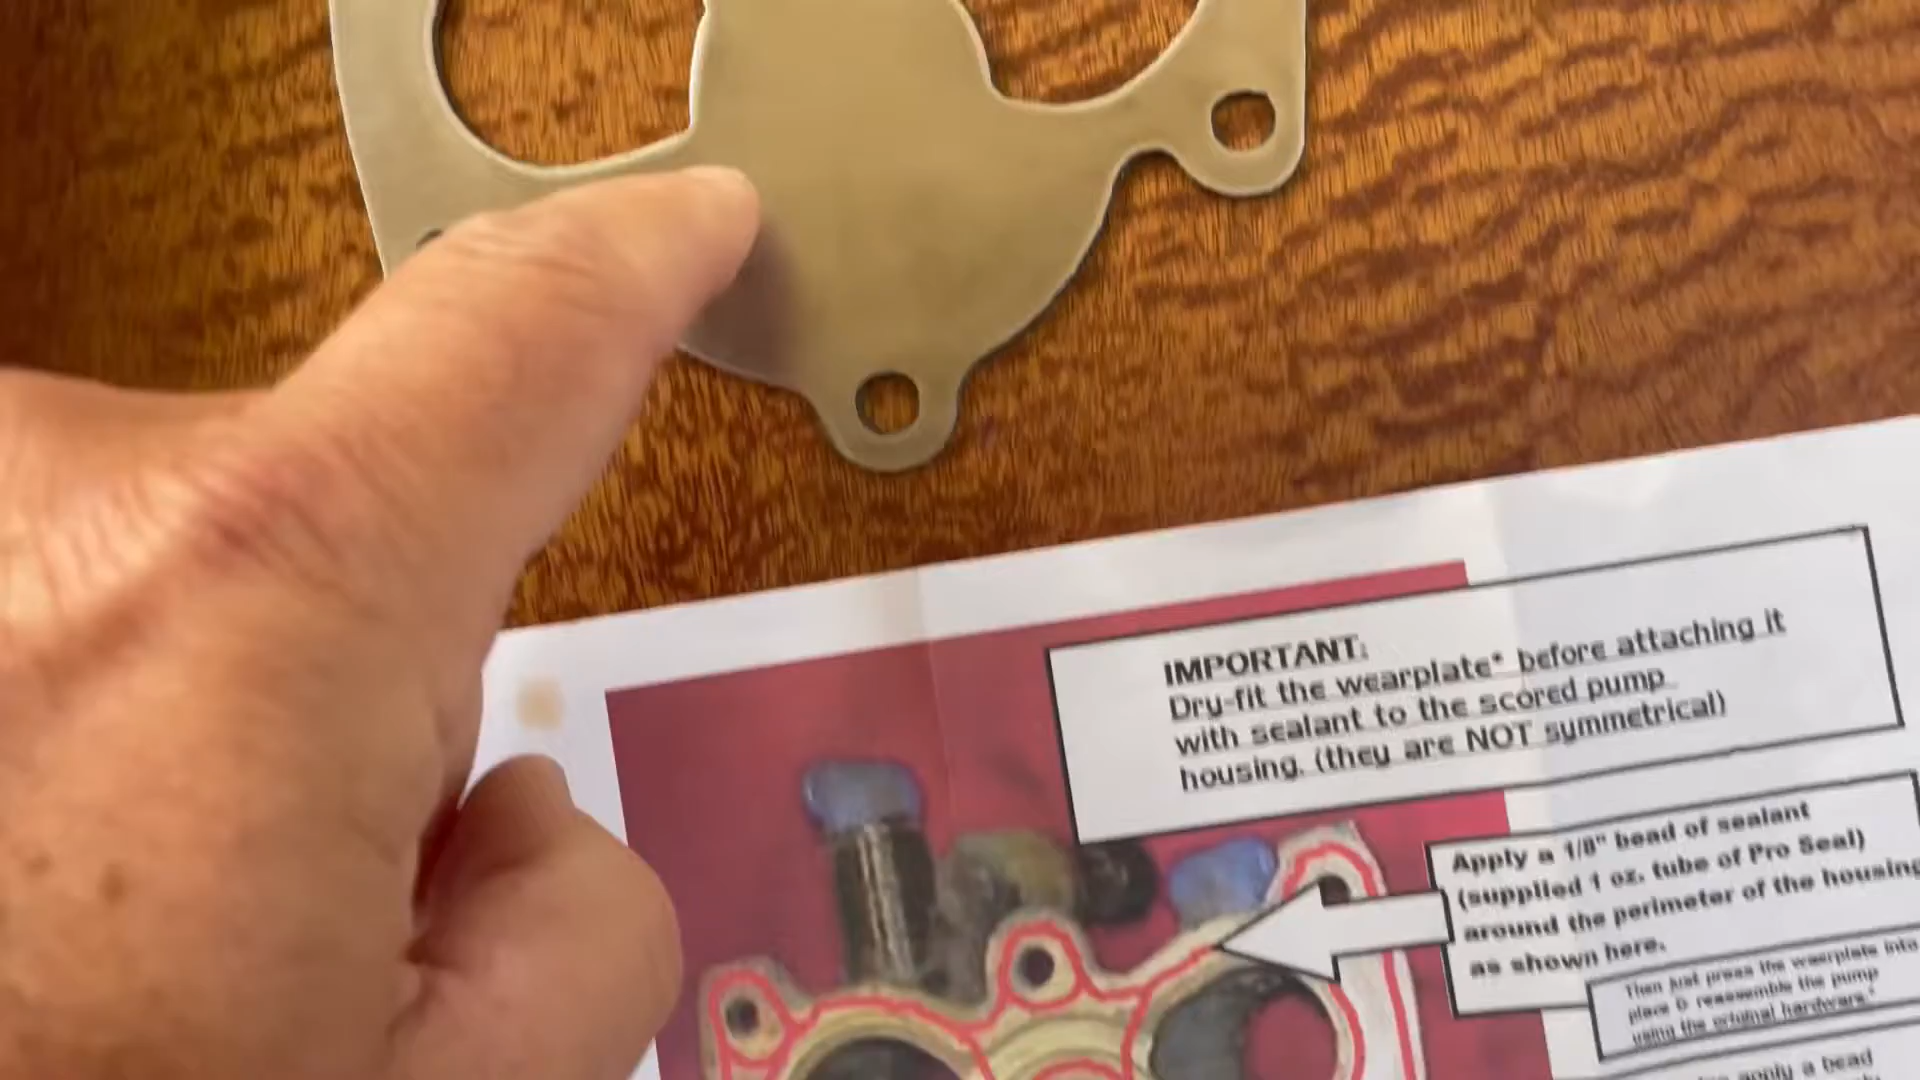 IMPORTANT:
Dry-fit the wearplate* before attaching it
with sealant to the scored pump
housing. (they are NOT symmetrical)
Apply a 1/8" bead of sealant
(supplied 1 oz. tube of Pro Seal)
around the perimeter of the housing
as shown here.
Then just press the wearplate into
place & reassemble the pump
using the original hardware.*
apply a bead